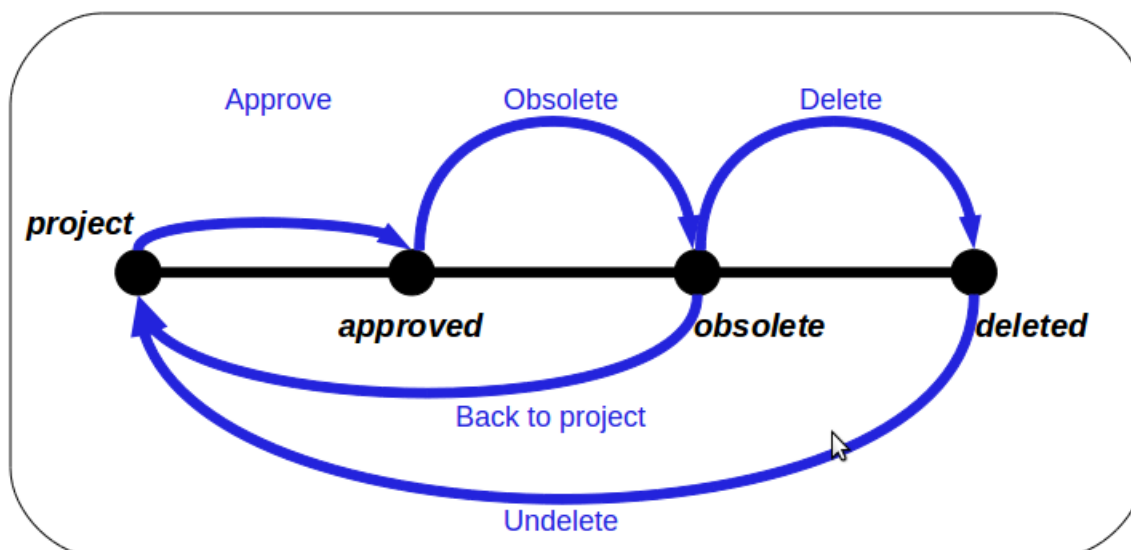 Approve
Obsolete
Delete
project
approved
obsolete
deleted
Back to project
Undelete